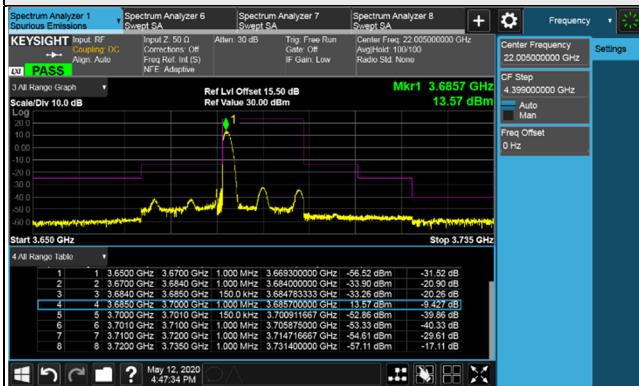 Spectrum Analyzer 1
Spurious Emissions
Spectrum Analyzer 6
Swept SA
Spectrum Analyzer 7
Swept SA
Spectrum Analyzer 8
Swept SA
+
Frequency
KEYSIGHT
Input: RF
Coupling: DC
Align: Auto
Input Z: 50 Ω
Corrections: Off
Freq Ref: Int (S)
NFE: Adaptive
Atten: 30 dB
Trig: Free Run
Gate: Off
IF Gain: Low
Center Freq: 22.005000000 GHz
Avg|Hold: 100/100
Radio Std: None
LXI PASS
Center Frequency
22.005000000 GHz
Settings
CF Step
4.399000000 GHz
Auto
Man
Freq Offset
0 Hz
3 All Range Graph
Scale/Div 10.0 dB
Ref Lvl Offset 15.50 dB
Ref Value 30.00 dBm
Mkr1 3.6857 GHz
13.57 dBm
Log
20.0
10.0
0.00
-10.0
-20.0
-30.0
-40.0
-50.0
-60.0
1
Start 3.650 GHz
Stop 3.735 GHz
4 All Range Table
1 1 3.6500 GHz 3.6700 GHz 1.000 MHz 3.669300000 GHz -56.52 dBm -31.52 dB
2 2 3.6700 GHz 3.6840 GHz 1.000 MHz 3.684000000 GHz -33.90 dBm -20.90 dB
3 3 3.6840 GHz 3.6850 GHz 150.0 kHz 3.684783333 GHz -33.26 dBm -20.26 dB
4 4 3.6850 GHz 3.7000 GHz 1.000 MHz 3.685700000 GHz 13.57 dBm -9.427 dB
5 5 3.7000 GHz 3.7010 GHz 150.0 kHz 3.700911667 GHz -52.86 dBm -39.86 dB
6 6 3.7010 GHz 3.7100 GHz 1.000 MHz 3.705875000 GHz -53.33 dBm -40.33 dB
7 7 3.7100 GHz 3.7200 GHz 1.000 MHz 3.714716667 GHz -54.61 dBm -29.61 dB
8 8 3.7200 GHz 3.7350 GHz 1.000 MHz 3.731400000 GHz -57.11 dBm -17.11 dB
?
May 12, 2020
4:47:34 PM